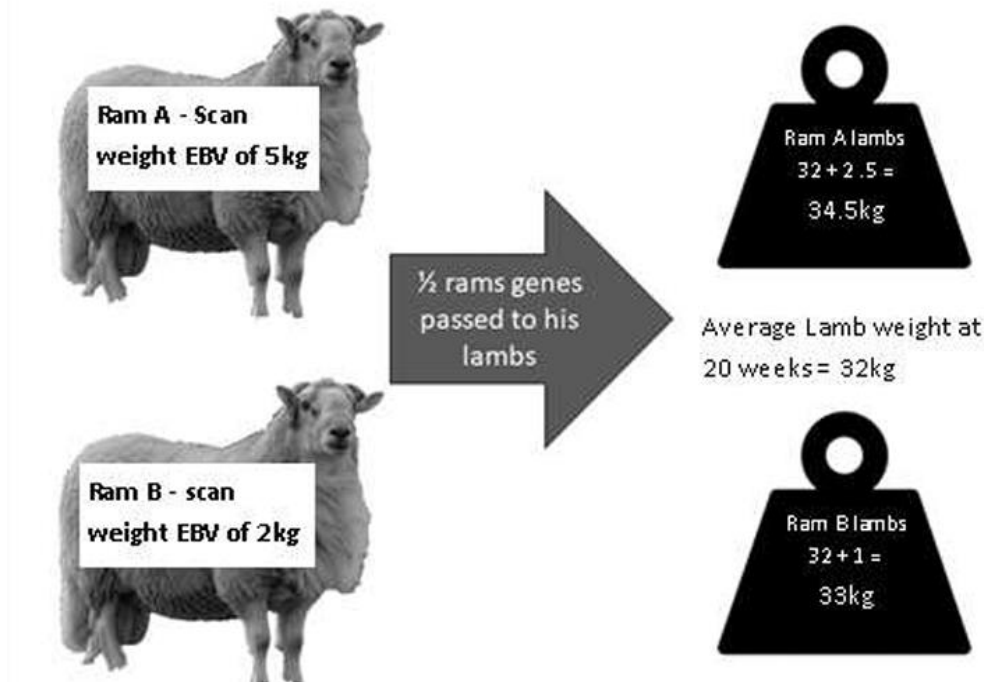 Ram A - Scan
weight EBV of 5kg
Ram A lambs
32 + 2.5 =
34.5kg
½ rams genes
passed to his
lambs
Average Lamb weight at
20 weeks = 32kg
Ram B - scan
weight EBV of 2kg
Ram B lambs
32 + 1 =
33kg